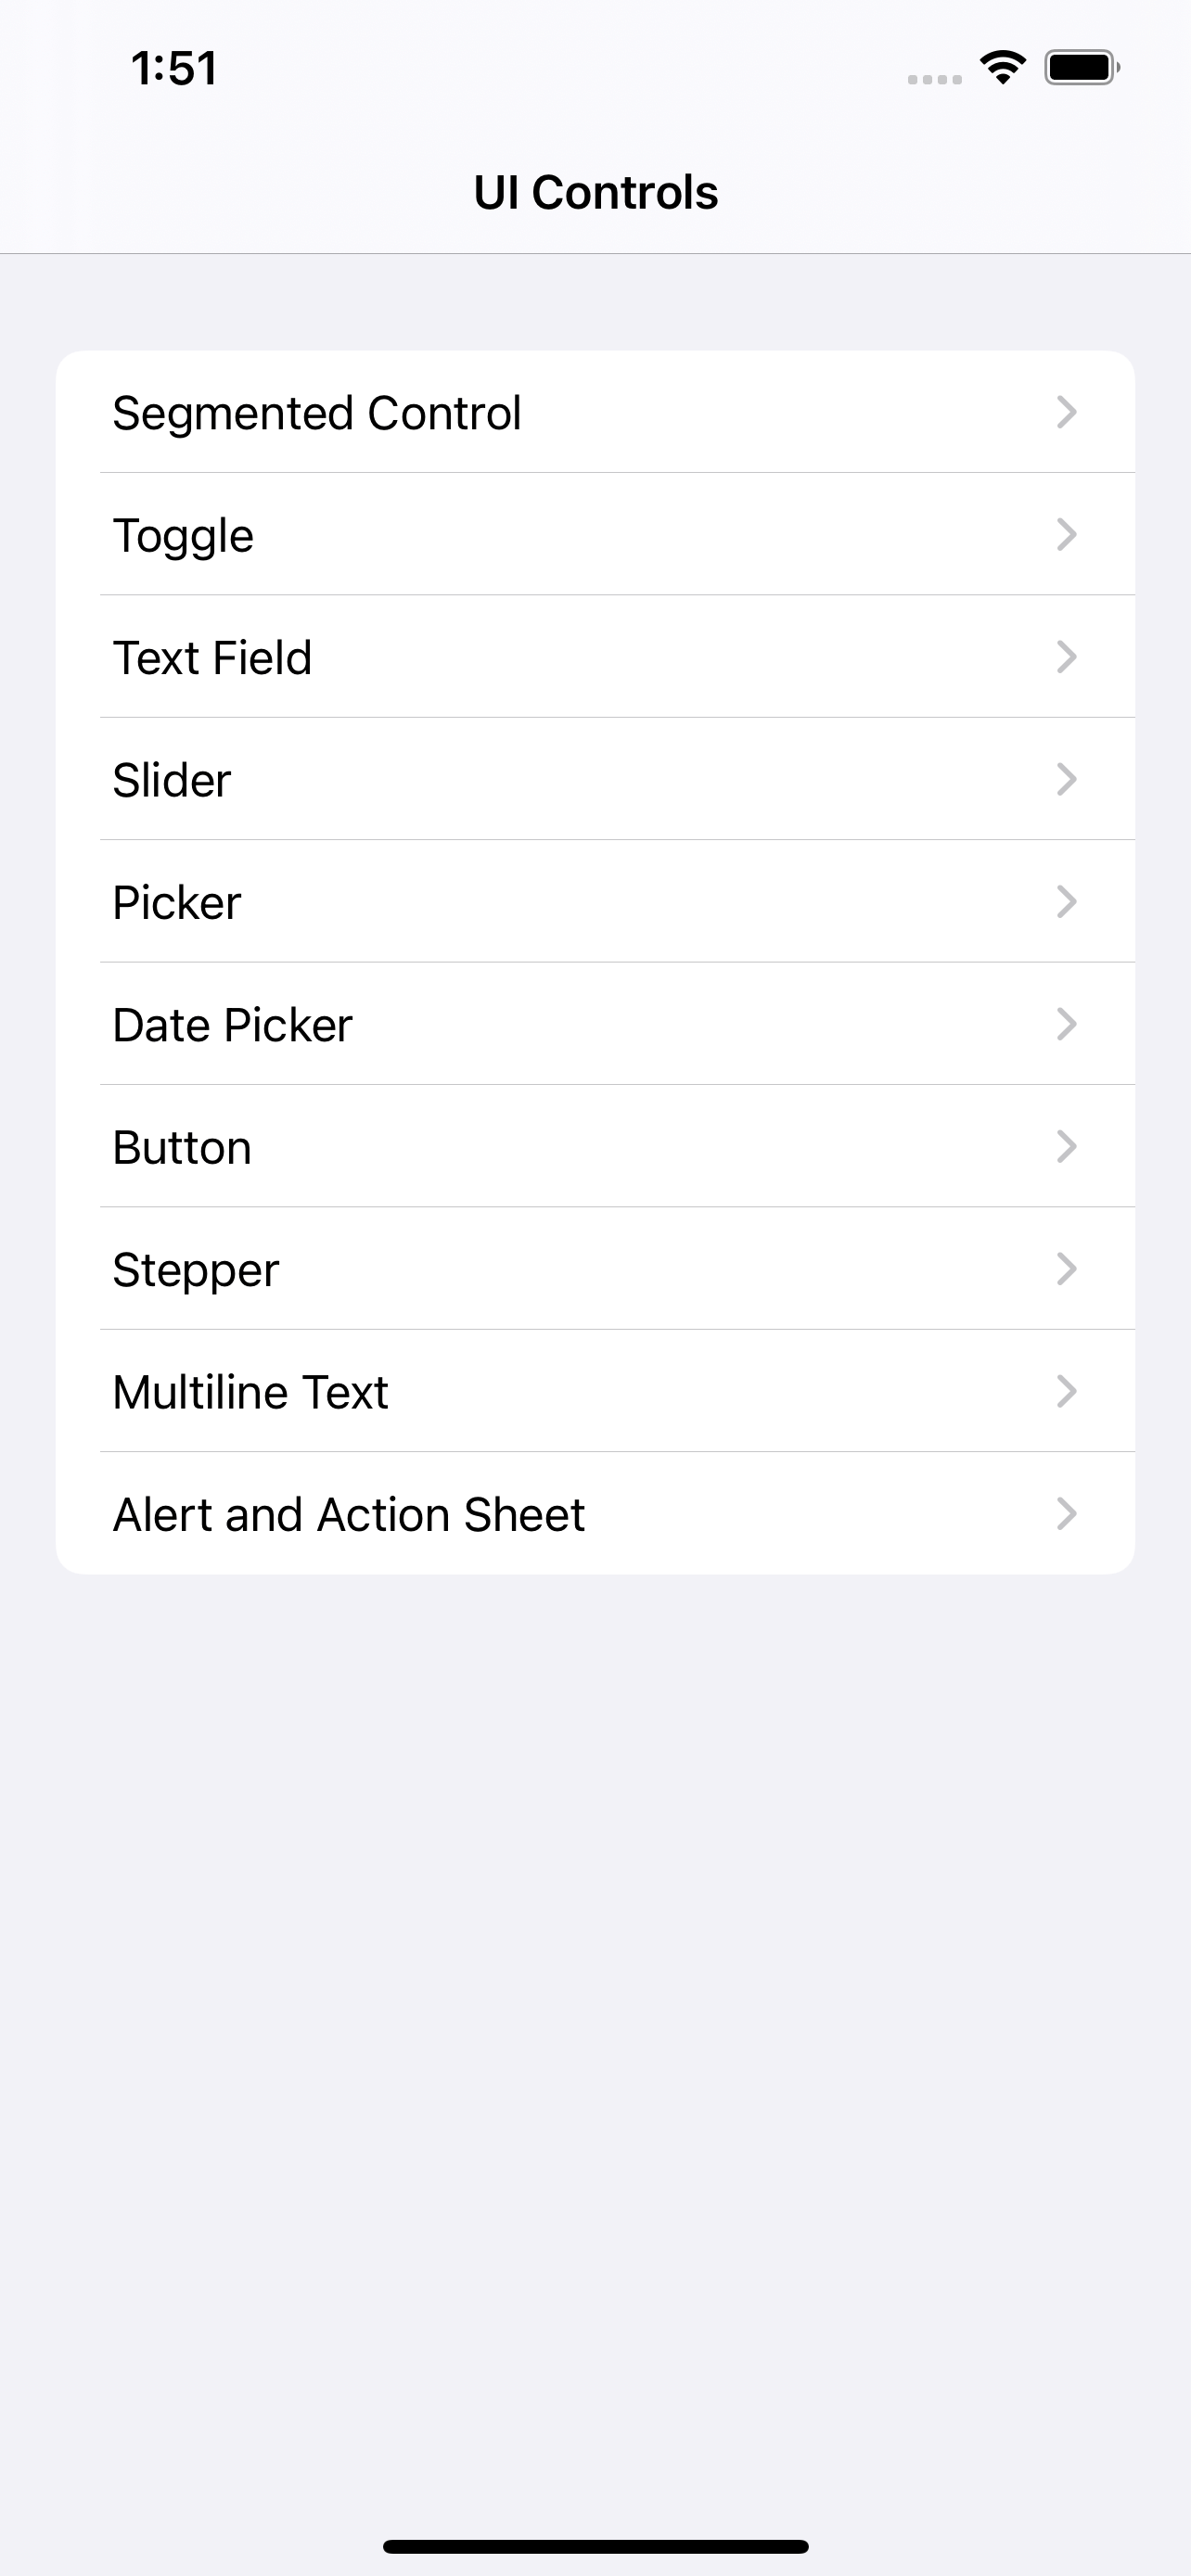 1:51
UI Controls
Segmented Control
Toggle
Text Field
Slider
Picker
Date Picker
Button
Stepper
Multiline Text
Alert and Action Sheet